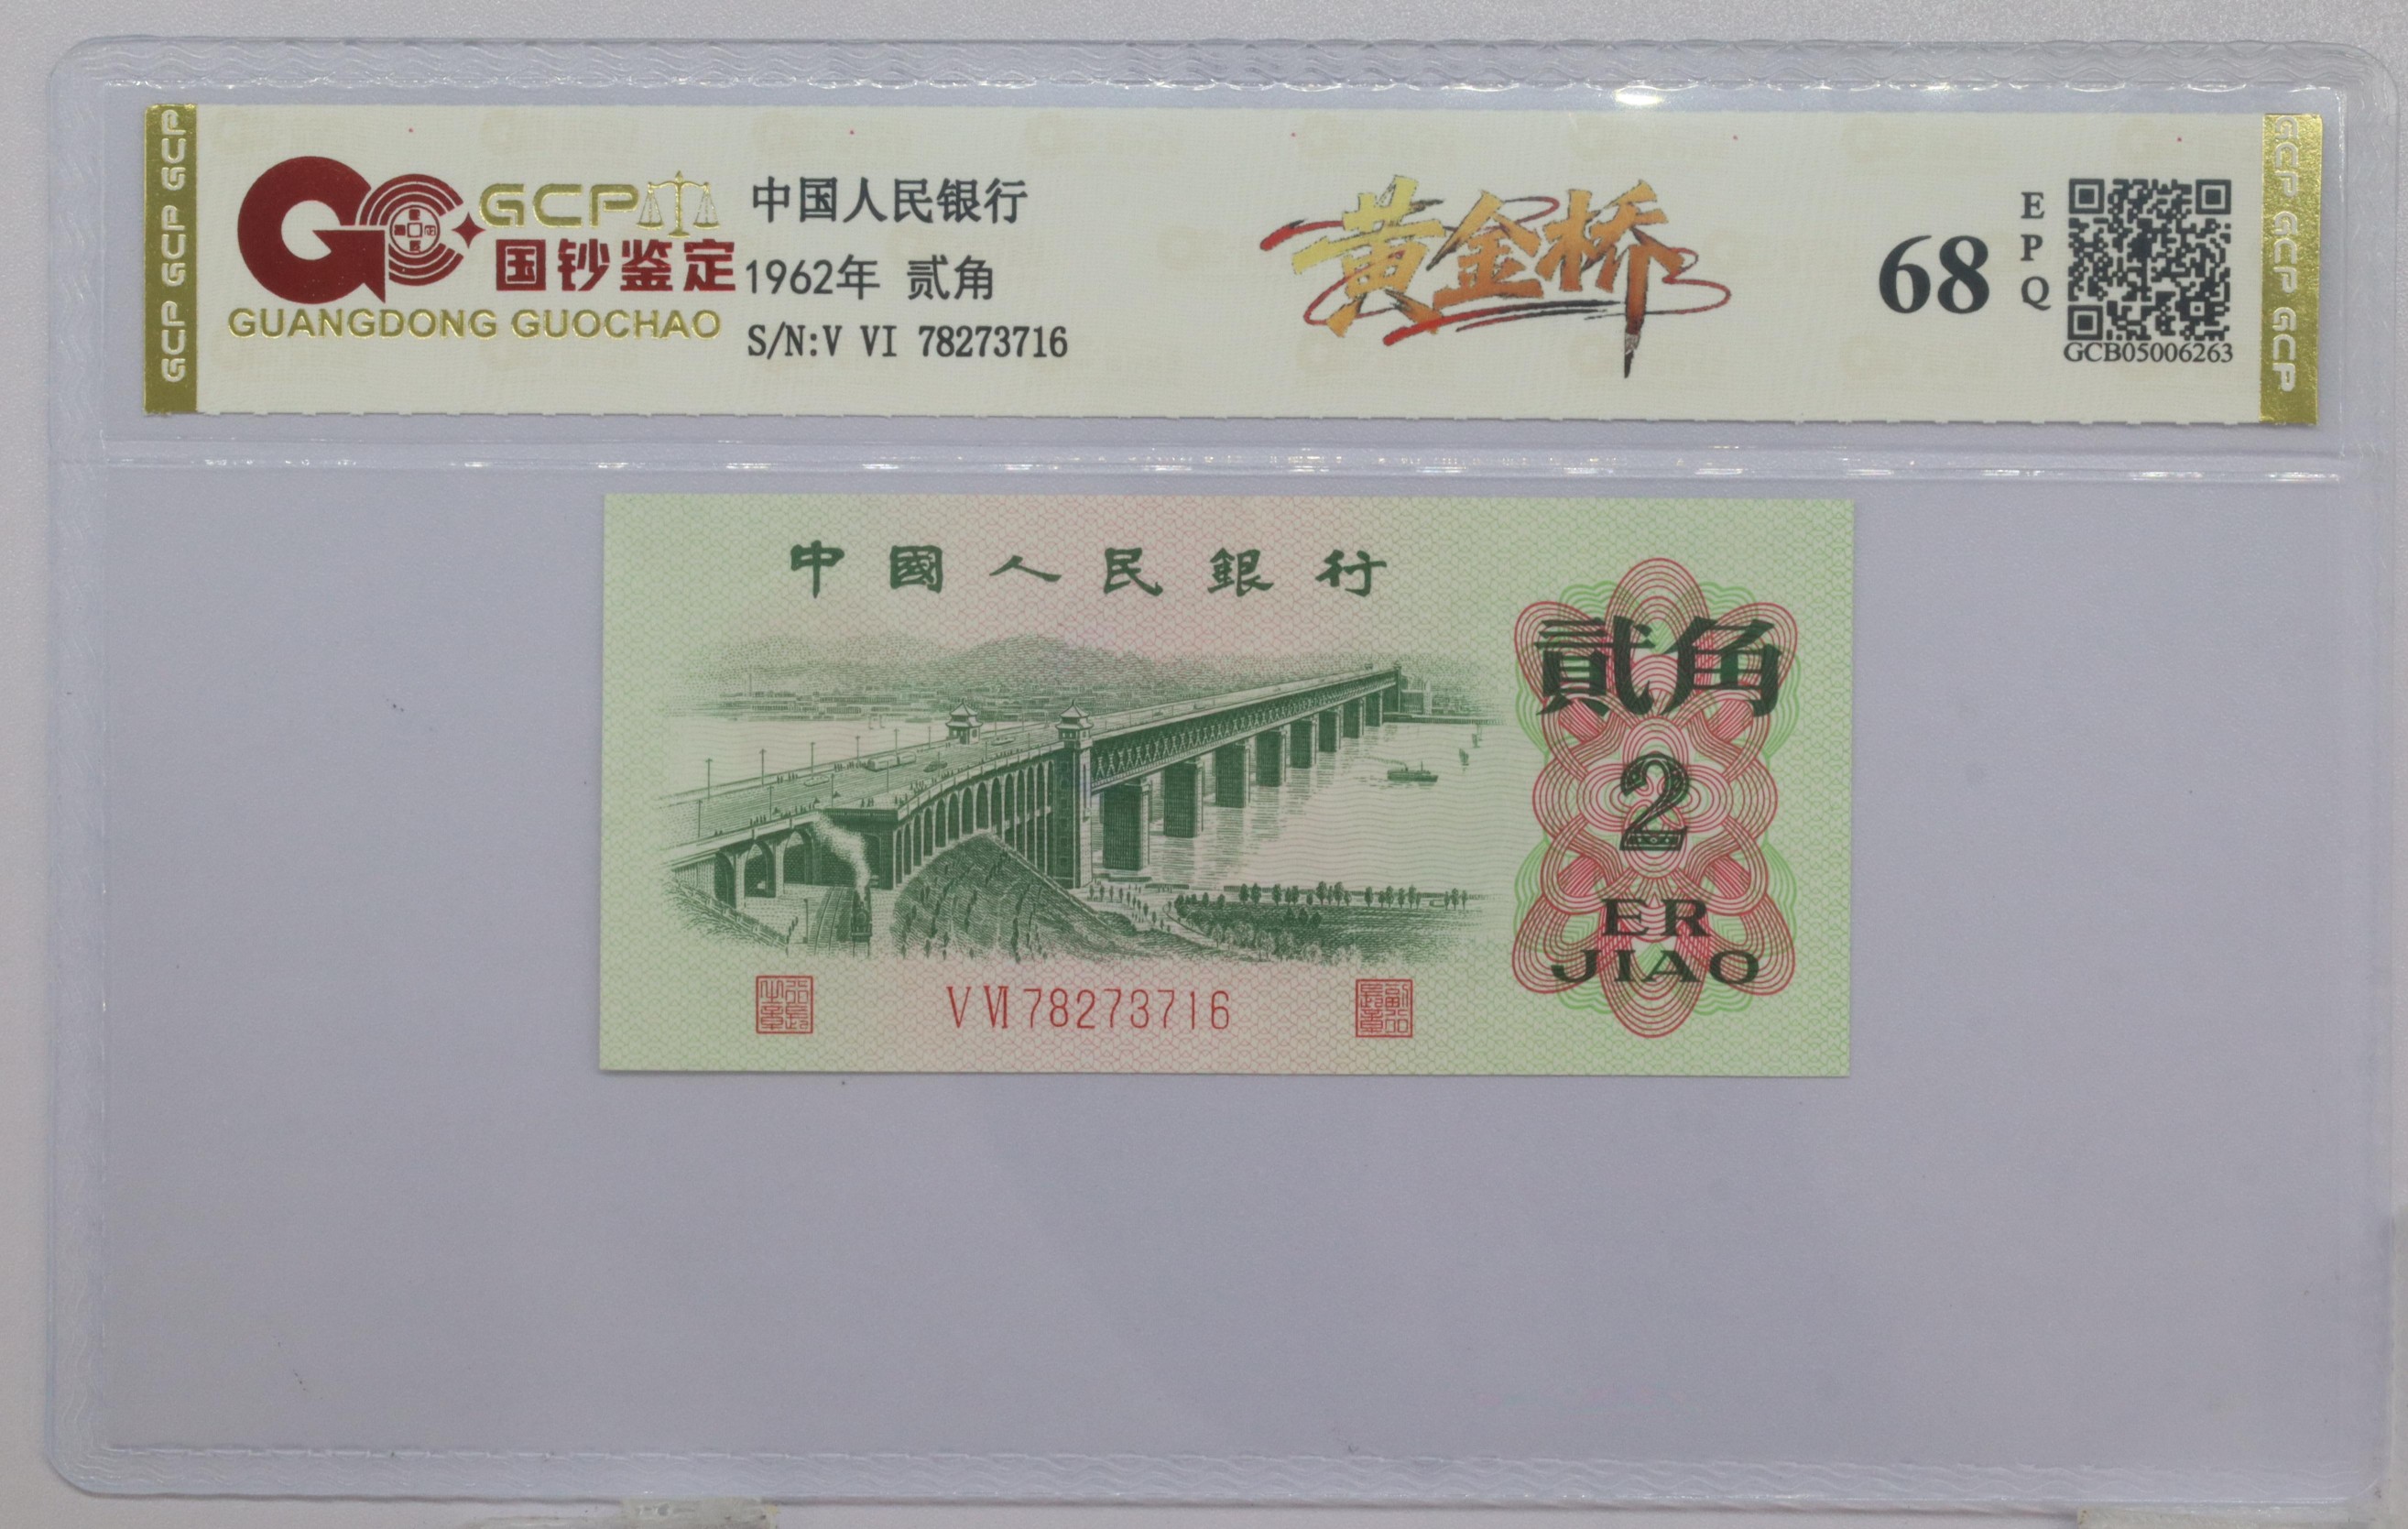 GCP GCP GCP
GCP
国钞鉴定
GUANGDONG GUOCHAO
中国人民银行
1962年 贰角
S/N:V VI 78273716
黄金桥
68
EPQ
GCB05006263
GCP GCP GCP
中國人民銀行
貳角
2
ER
JIAO
V VI 78273716